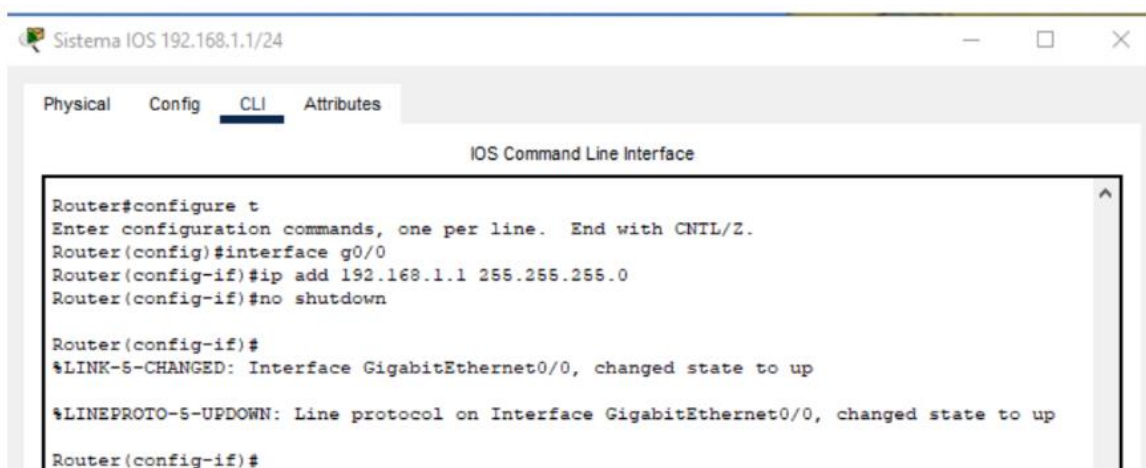 Sistema IOS 192.168.1.1/24
Physical Config CLI Attributes
IOS Command Line Interface
Router#configure t
Enter configuration commands, one per line.  End with CNTL/Z.
Router(config)#interface g0/0
Router(config-if)#ip add 192.168.1.1 255.255.255.0
Router(config-if)#no shutdown
Router(config-if)#
%LINK-5-CHANGED: Interface GigabitEthernet0/0, changed state to up
%LINEPROTO-5-UPDOWN: Line protocol on Interface GigabitEthernet0/0, changed state to up
Router(config-if)#